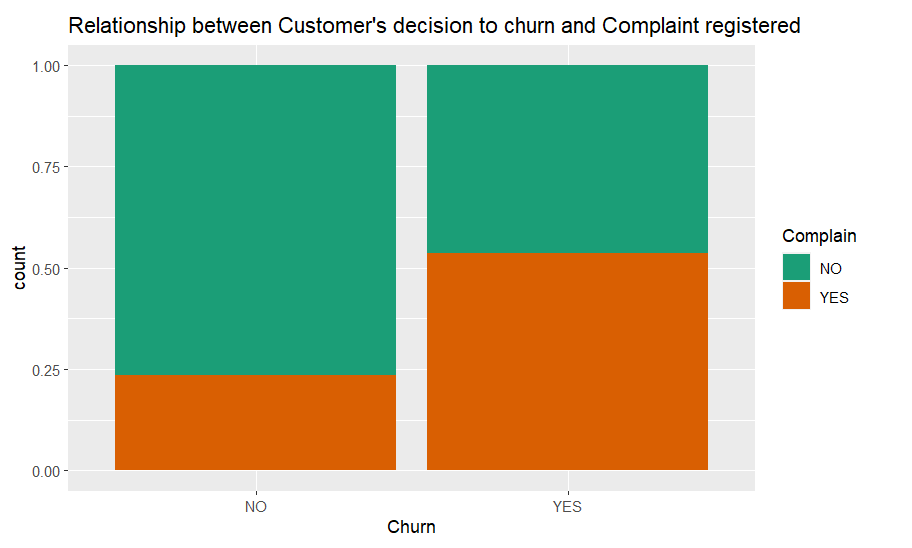 Relationship between Customer's decision to churn and Complaint registered
1.00
0.75
0.50
0.25
0.00
count
NO
YES
Churn
Complain
NO
YES